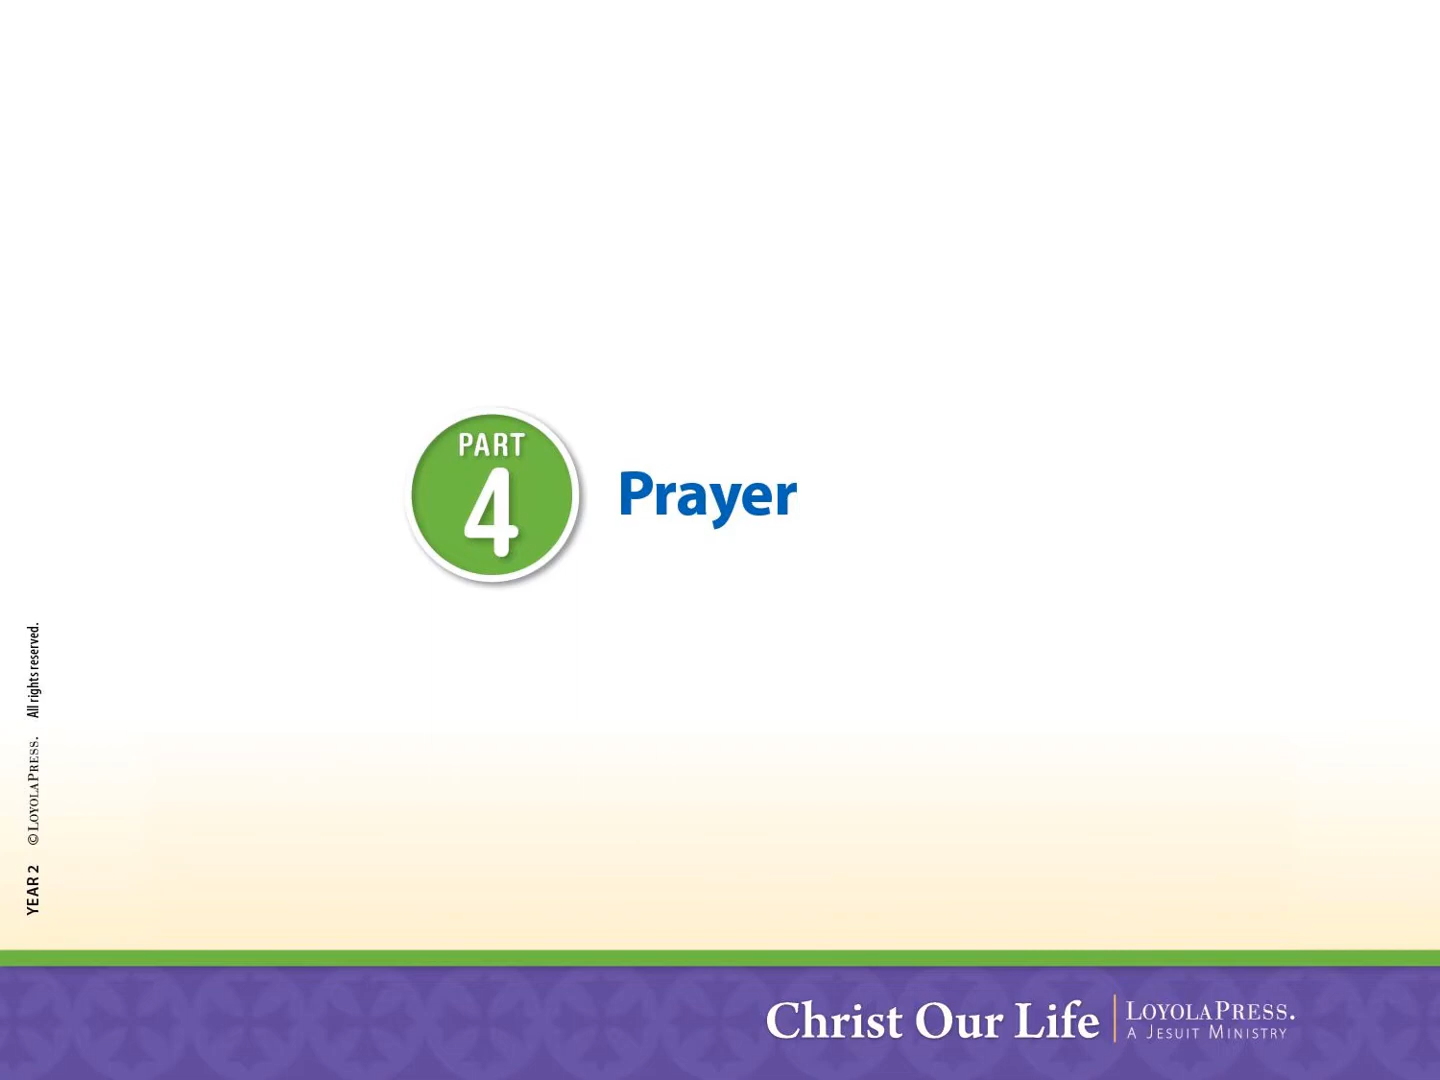 PART
4
Prayer
YEAR 2 © LOYOLAPRESS. All rights reserved.
Christ Our Life
LOYOLAPRESS.
A JESUIT MINISTRY